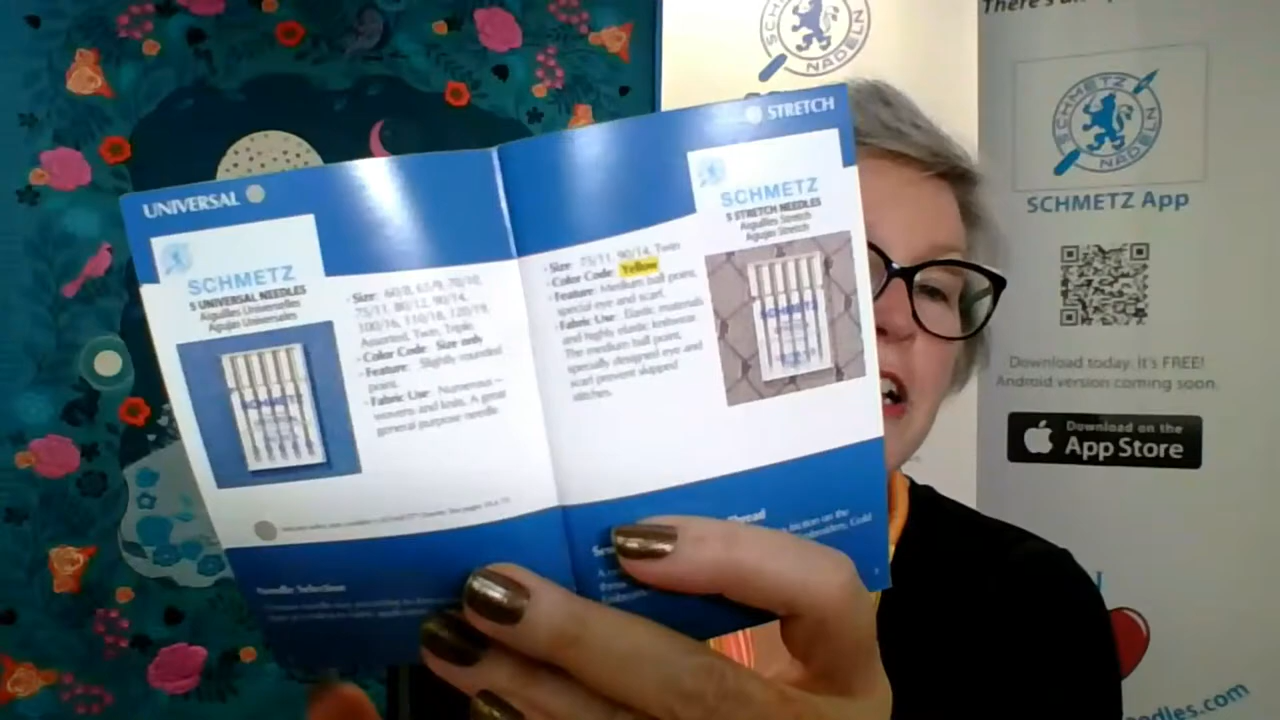 UNIVERSAL
SCHMETZ
5 UNIVERSAL NEEDLES
Aiguilles Universelles
Agujas Universales
· Size: 60/8, 65/9, 70/10,
75/11, 80/12, 90/14,
100/16, 110/18, 120/19,
Assorted, Twin, Triple
· Color Code: Size only
· Feature: Slightly rounded
point.
· Fabric Use: Numerous –
wovens and knits. A great
general purpose needle
Needle Selection
STRETCH
SCHMETZ
5 STRETCH NEEDLES
Aiguilles Stretch
Agujas Stretch
· Size: 75/11, 90/14, Twin
· Color Code: Yellow
· Feature: Medium ball point,
special eye and scarf.
· Fabric Use: Elastic materials
and highly elastic knitwear.
The medium ball point,
specially designed eye and
scarf prevent skipped
stitches.
Thread
SCHMETZ
NADELN
There's an
SCHMETZ
NADELN
SCHMETZ App
Download today. It's FREE!
Android version coming soon.
Download on the
App Store
edles.com